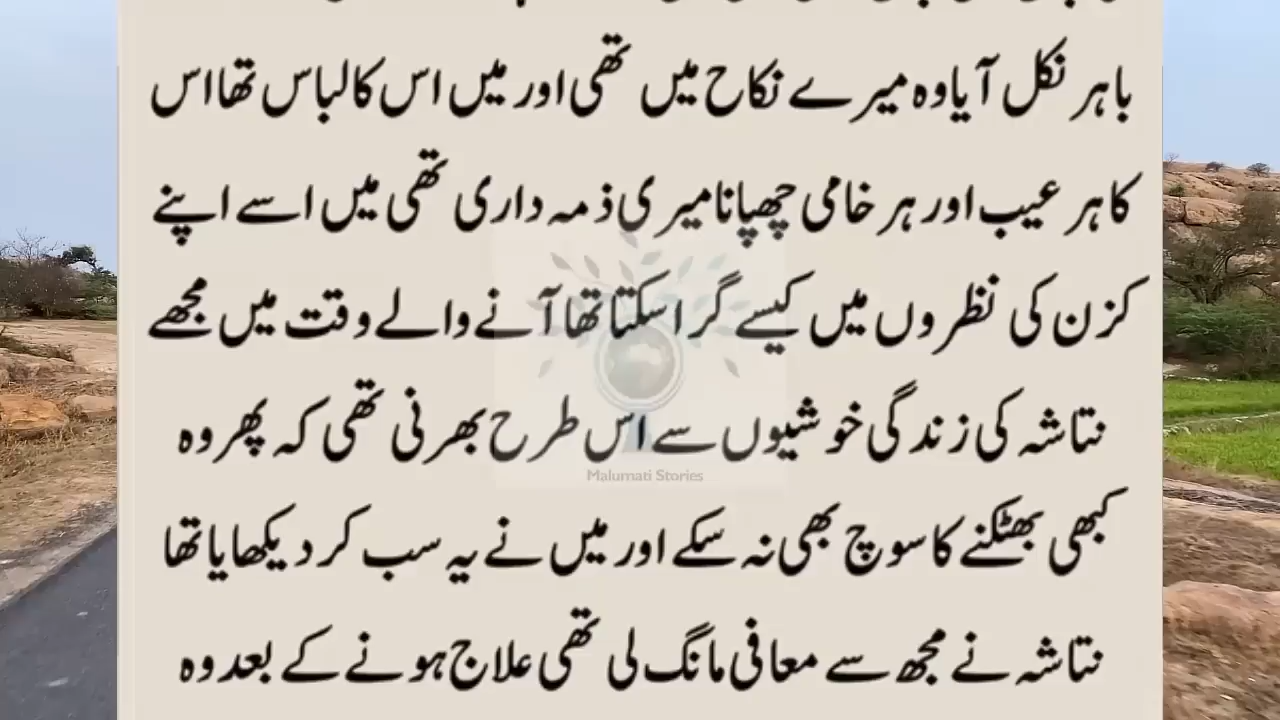 باہر نکل آیا وہ میرے نکاح میں تھی اور میں اس کا لباس تھا اس
کا ہر عیب اور ہر خامی چھپانا میری ذمہ داری تھی میں اسے اپنے
کزن کی نظروں میں کیسے گرا سکتا تھا آنے والے وقت میں مجھے
نتاشہ کی زندگی خوشیوں سے اس طرح بھرنی تھی کہ پھر وہ
Malumati Stories
کبھی بھٹکنے کا سوچ بھی نہ سکے اور میں نے یہ سب کر دیکھایا تھا
نتاشہ نے مجھ سے معافی مانگ لی تھی علاج ہونے کے بعد وہ